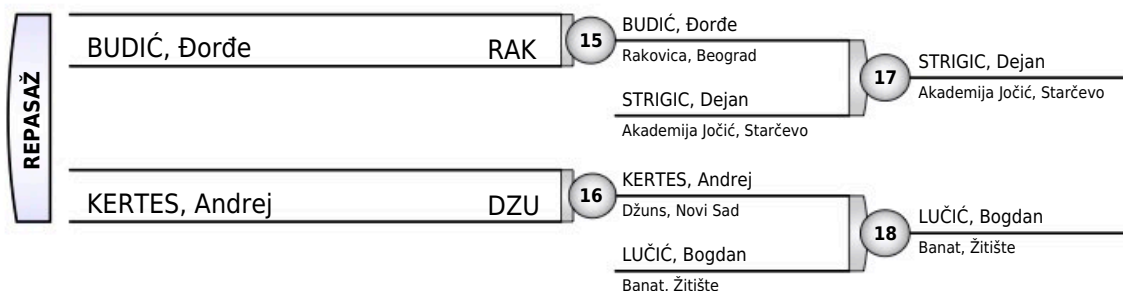 REPASAŽ
BUDIĆ, Đorđe RAK
15
BUDIĆ, Đorđe
Rakovica, Beograd
STRIGIC, Dejan
Akademija Jočić, Starčevo
17
STRIGIC, Dejan
Akademija Jočić, Starčevo
KERTES, Andrej DZU
16
KERTES, Andrej
Džuns, Novi Sad
LUČIĆ, Bogdan
Banat, Žitište
18
LUČIĆ, Bogdan
Banat, Žitište